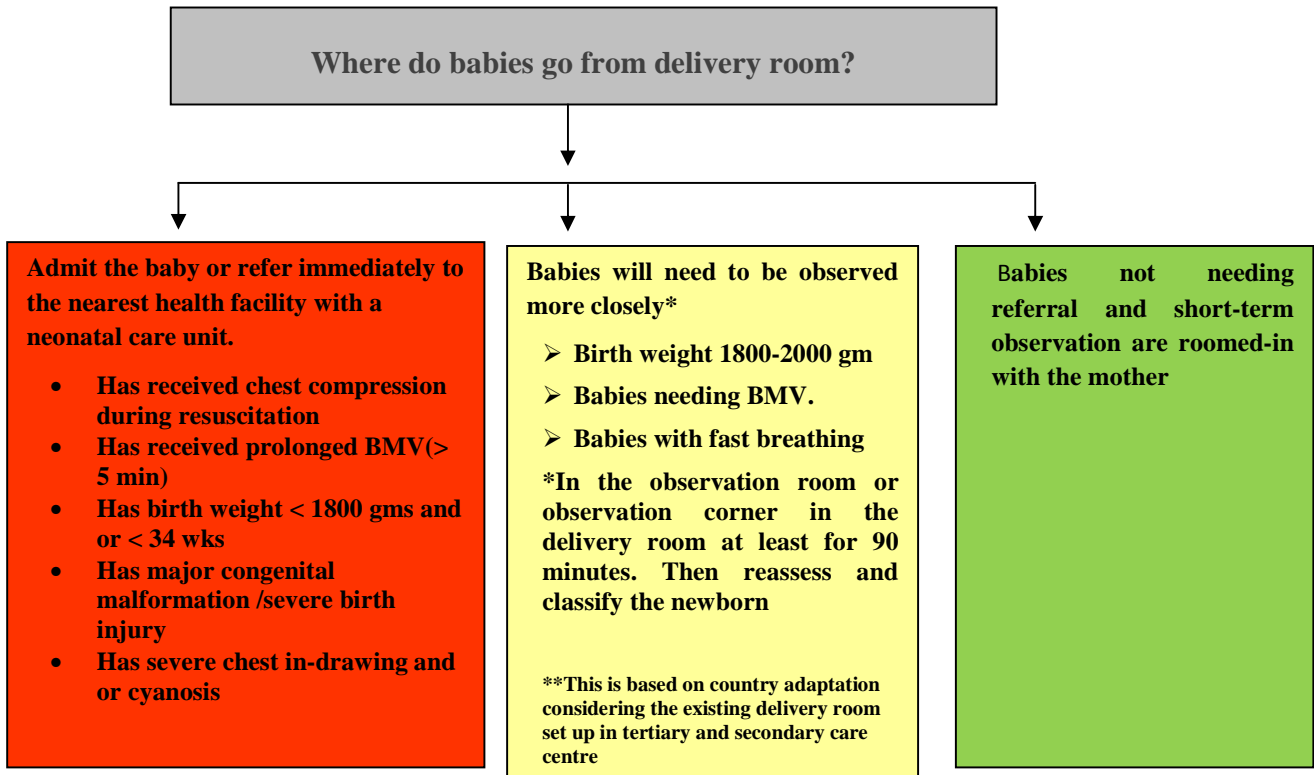 Where do babies go from delivery room?
Admit the baby or refer immediately to
the nearest health facility with a
neonatal care unit.
• Has received chest compression
during resuscitation
• Has received prolonged BMV(>
5 min)
• Has birth weight < 1800 gms and
or < 34 wks
• Has major congenital
malformation /severe birth
injury
• Has severe chest in-drawing and
or cyanosis
Babies will need to be observed
more closely*
➢ Birth weight 1800-2000 gm
➢ Babies needing BMV.
➢ Babies with fast breathing
*In the observation room or
observation corner in the
delivery room at least for 90
minutes. Then reassess and
classify the newborn
**This is based on country adaptation
considering the existing delivery room
set up in tertiary and secondary care
centre
Babies not needing
referral and short-term
observation are roomed-in
with the mother